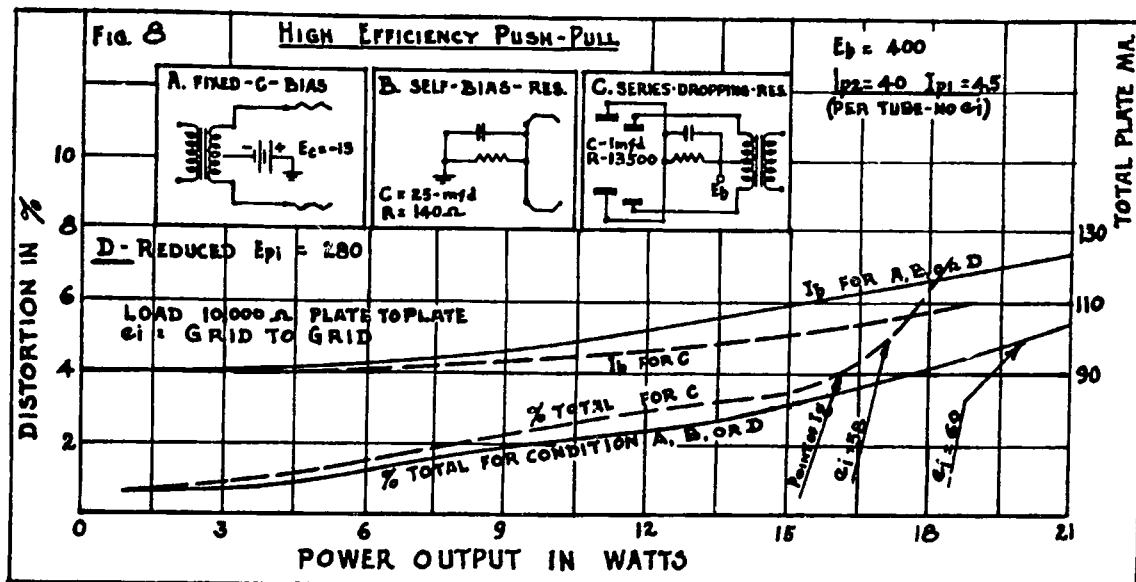 FIG. 8
HIGH EFFICIENCY PUSH-PULL
Eb = 400
Ip2 = 40 Ip1 = 4.5
(PER TUBE-NO ei)
A. FIXED-C-BIAS
- +
Ec = -15
B. SELF-BIAS-RES.
C = 25-mfd
R = 140Ω
C. SERIES-DROPPING-RES.
C-1mfd
R-13500
Eb
D - REDUCED Epi = 280
LOAD 10,000 Ω PLATE TO PLATE
ei = GRID TO GRID
Ib FOR A, B, OR D
Ib FOR C
% TOTAL FOR C
% TOTAL FOR CONDITION A, B, OR D
POINT OF Ig
ei = 58
ei = 60
DISTORTION IN %
10
8
6
4
2
TOTAL PLATE MA.
130
110
90
0 3 6 9 12 15 18 21
POWER OUTPUT IN WATTS